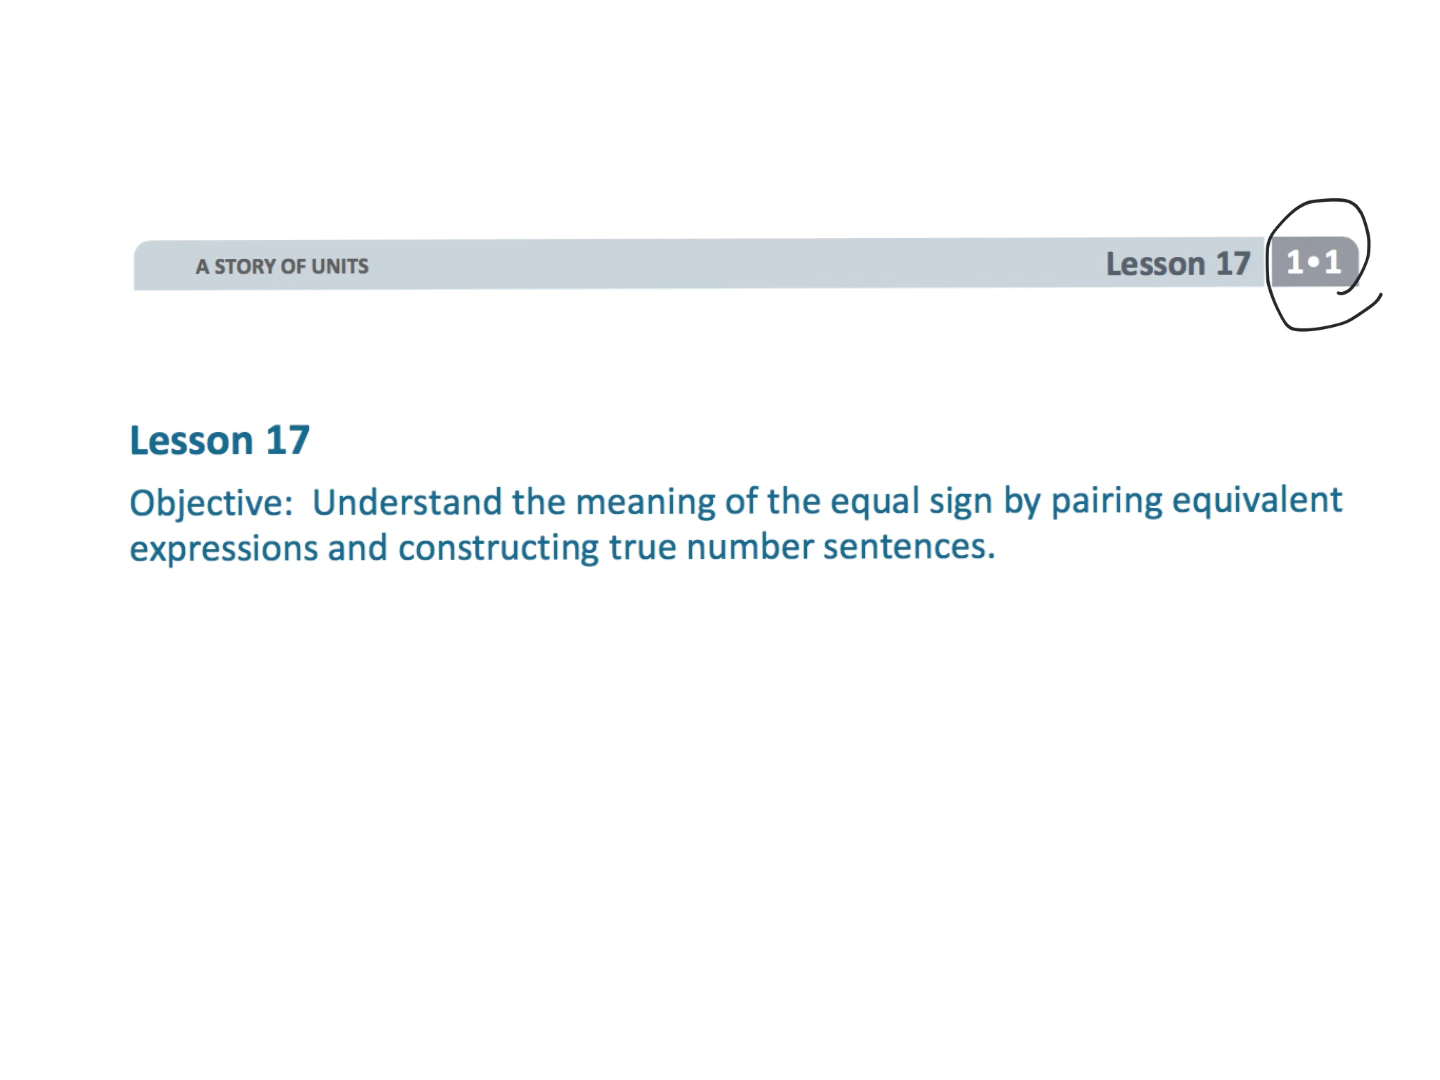 A STORY OF UNITS Lesson 17 1•1
Lesson 17
Objective: Understand the meaning of the equal sign by pairing equivalent
expressions and constructing true number sentences.